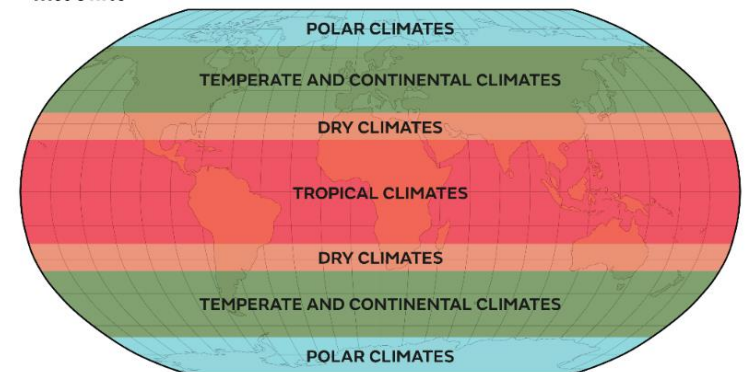 POLAR CLIMATES
TEMPERATE AND CONTINENTAL CLIMATES
DRY CLIMATES
TROPICAL CLIMATES
DRY CLIMATES
TEMPERATE AND CONTINENTAL CLIMATES
POLAR CLIMATES